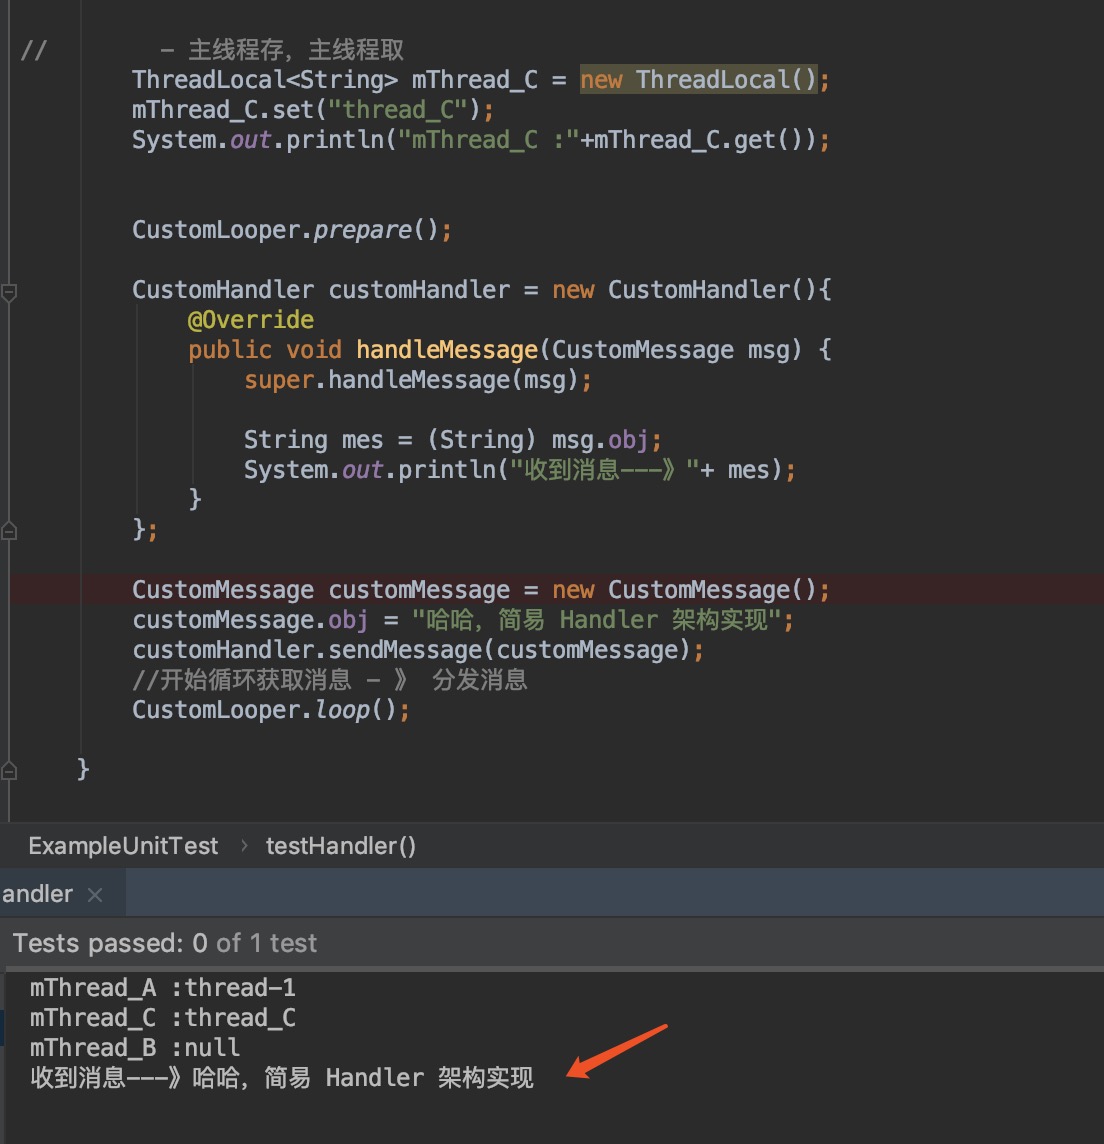 //        - 主线程存，主线程取
ThreadLocal<String> mThread_C = new ThreadLocal();
mThread_C.set("thread_C");
System.out.println("mThread_C :"+mThread_C.get());
CustomLooper.prepare();
CustomHandler customHandler = new CustomHandler(){
@Override
public void handleMessage(CustomMessage msg) {
super.handleMessage(msg);
String mes = (String) msg.obj;
System.out.println("收到消息---》"+ mes);
}
};
CustomMessage customMessage = new CustomMessage();
customMessage.obj = "哈哈，简易 Handler 架构实现";
customHandler.sendMessage(customMessage);
//开始循环获取消息 - 》 分发消息
CustomLooper.loop();
}
ExampleUnitTest › testHandler()
andler ×
Tests passed: 0 of 1 test
mThread_A :thread-1
mThread_C :thread_C
mThread_B :null
收到消息---》哈哈，简易 Handler 架构实现